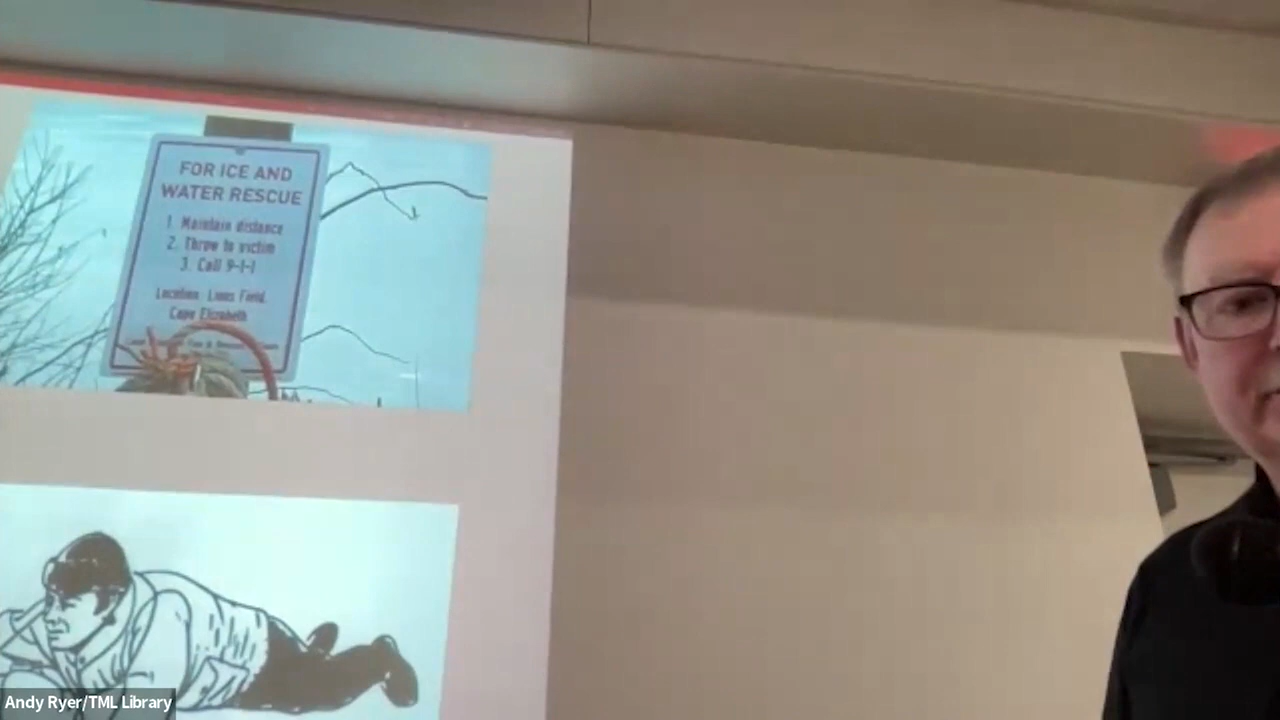 FOR ICE AND
WATER RESCUE
1. Maintain distance
2. Throw to victim
3. Call 9-1-1
Location: Lions Field,
Cape Elizabeth
Andy Ryer/TML Library